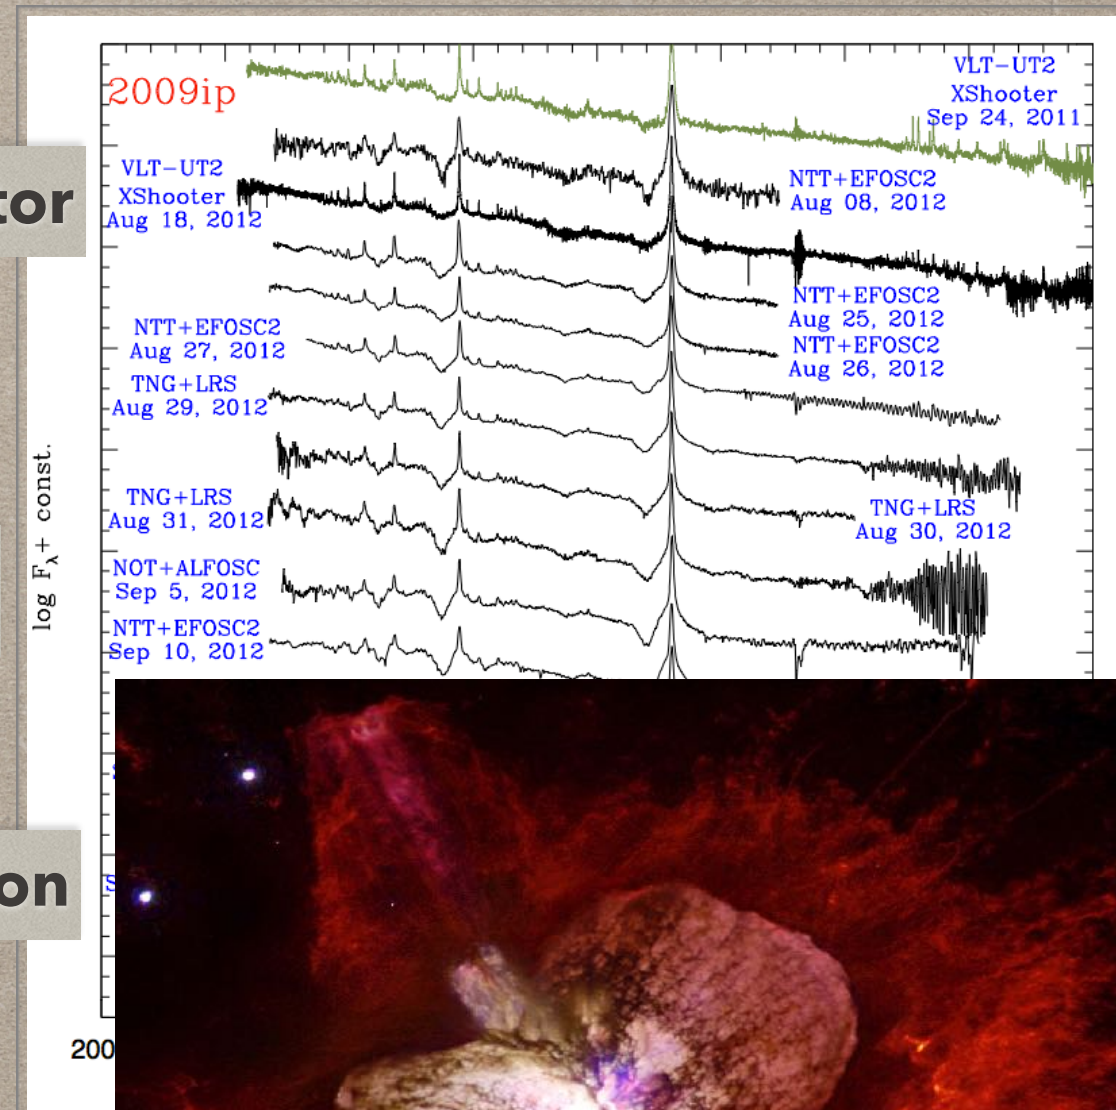 2009ip
VLT-UT2
XShooter
Sep 24, 2011
tor
VLT-UT2
XShooter
Aug 18, 2012
NTT+EFOSC2
Aug 08, 2012
NTT+EFOSC2
Aug 25, 2012
NTT+EFOSC2
Aug 27, 2012
NTT+EFOSC2
Aug 26, 2012
TNG+LRS
Aug 29, 2012
log Fλ+ const.
TNG+LRS
Aug 31, 2012
TNG+LRS
Aug 30, 2012
NOT+ALFOSC
Sep 5, 2012
NTT+EFOSC2
Sep 10, 2012
on
S
200